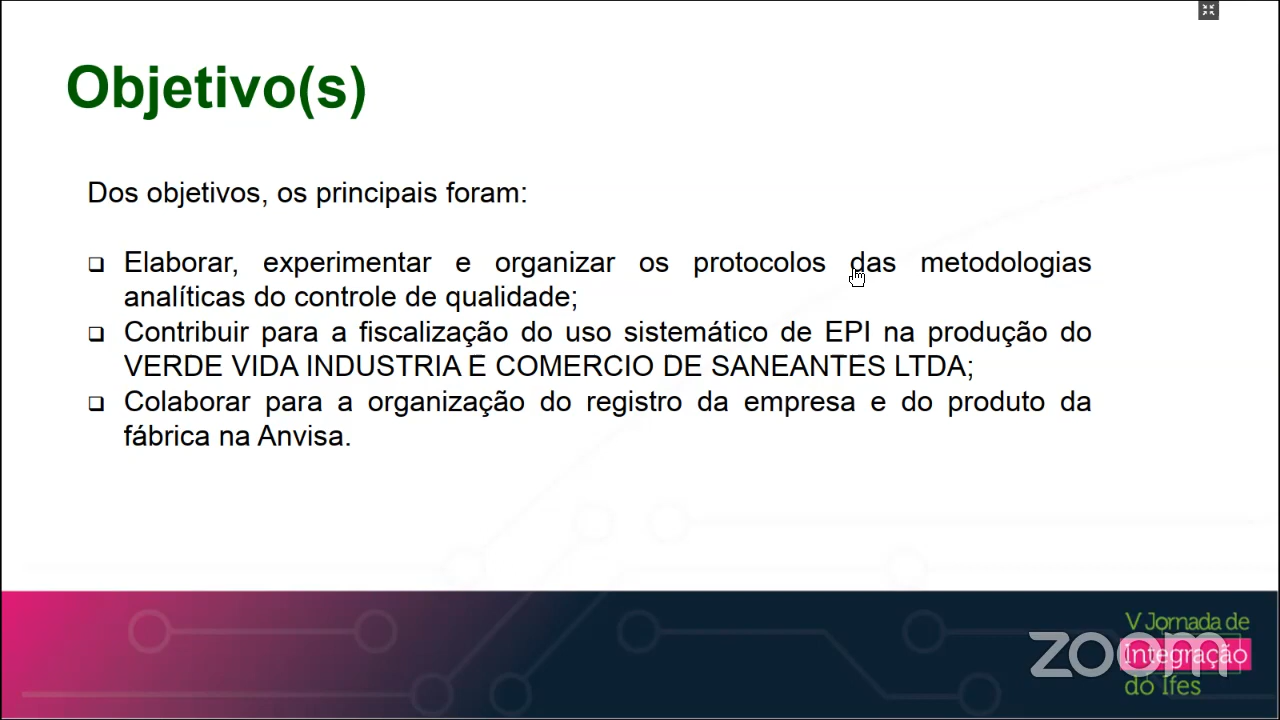 Objetivo(s)
Dos objetivos, os principais foram:
❑ Elaborar, experimentar e organizar os protocolos das metodologias
analíticas do controle de qualidade;
❑ Contribuir para a fiscalização do uso sistemático de EPI na produção do
VERDE VIDA INDUSTRIA E COMERCIO DE SANEANTES LTDA;
❑ Colaborar para a organização do registro da empresa e do produto da
fábrica na Anvisa.
V Jornada de
Integração
do Ifes
zoom